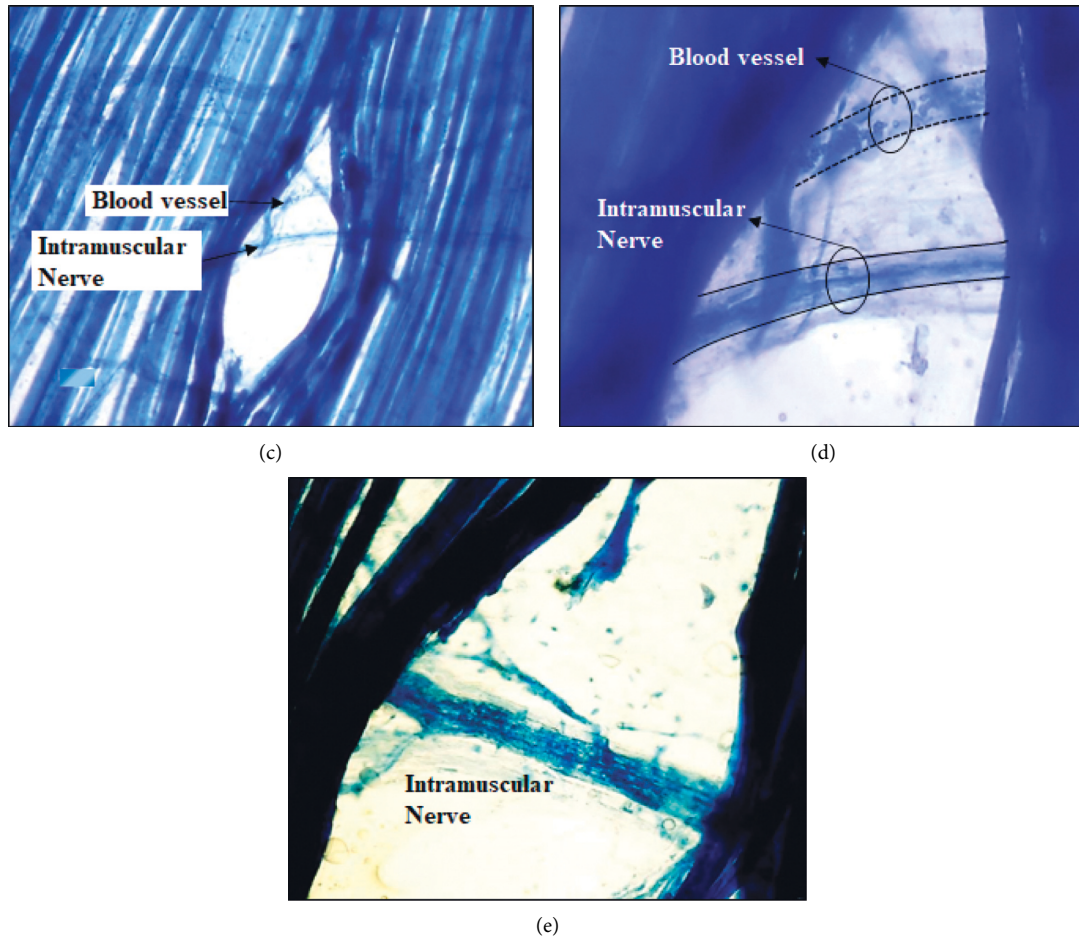 Blood vessel
Intramuscular
Nerve
(c)
Blood vessel
Intramuscular
Nerve
(d)
Intramuscular
Nerve
(e)